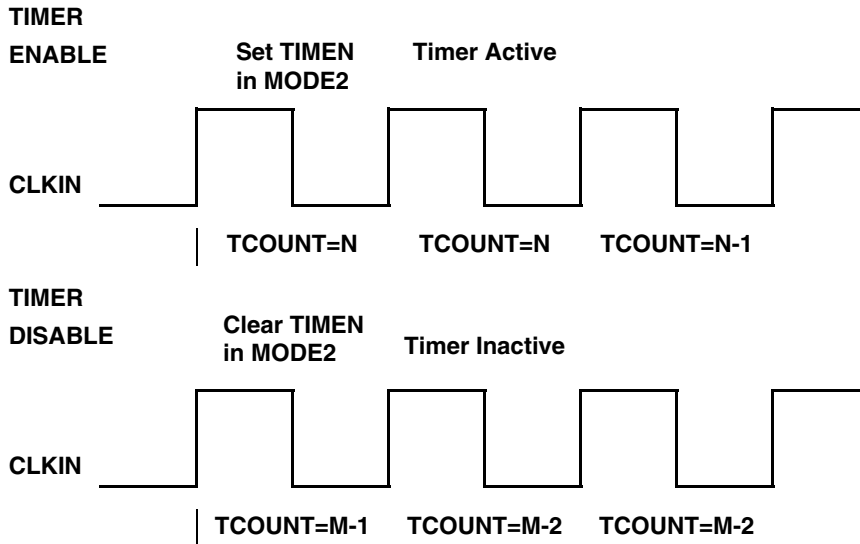 TIMER
ENABLE
Set TIMEN
in MODE2
Timer Active
CLKIN
TCOUNT=N
TCOUNT=N
TCOUNT=N-1
TIMER
DISABLE
Clear TIMEN
in MODE2
Timer Inactive
CLKIN
TCOUNT=M-1
TCOUNT=M-2
TCOUNT=M-2